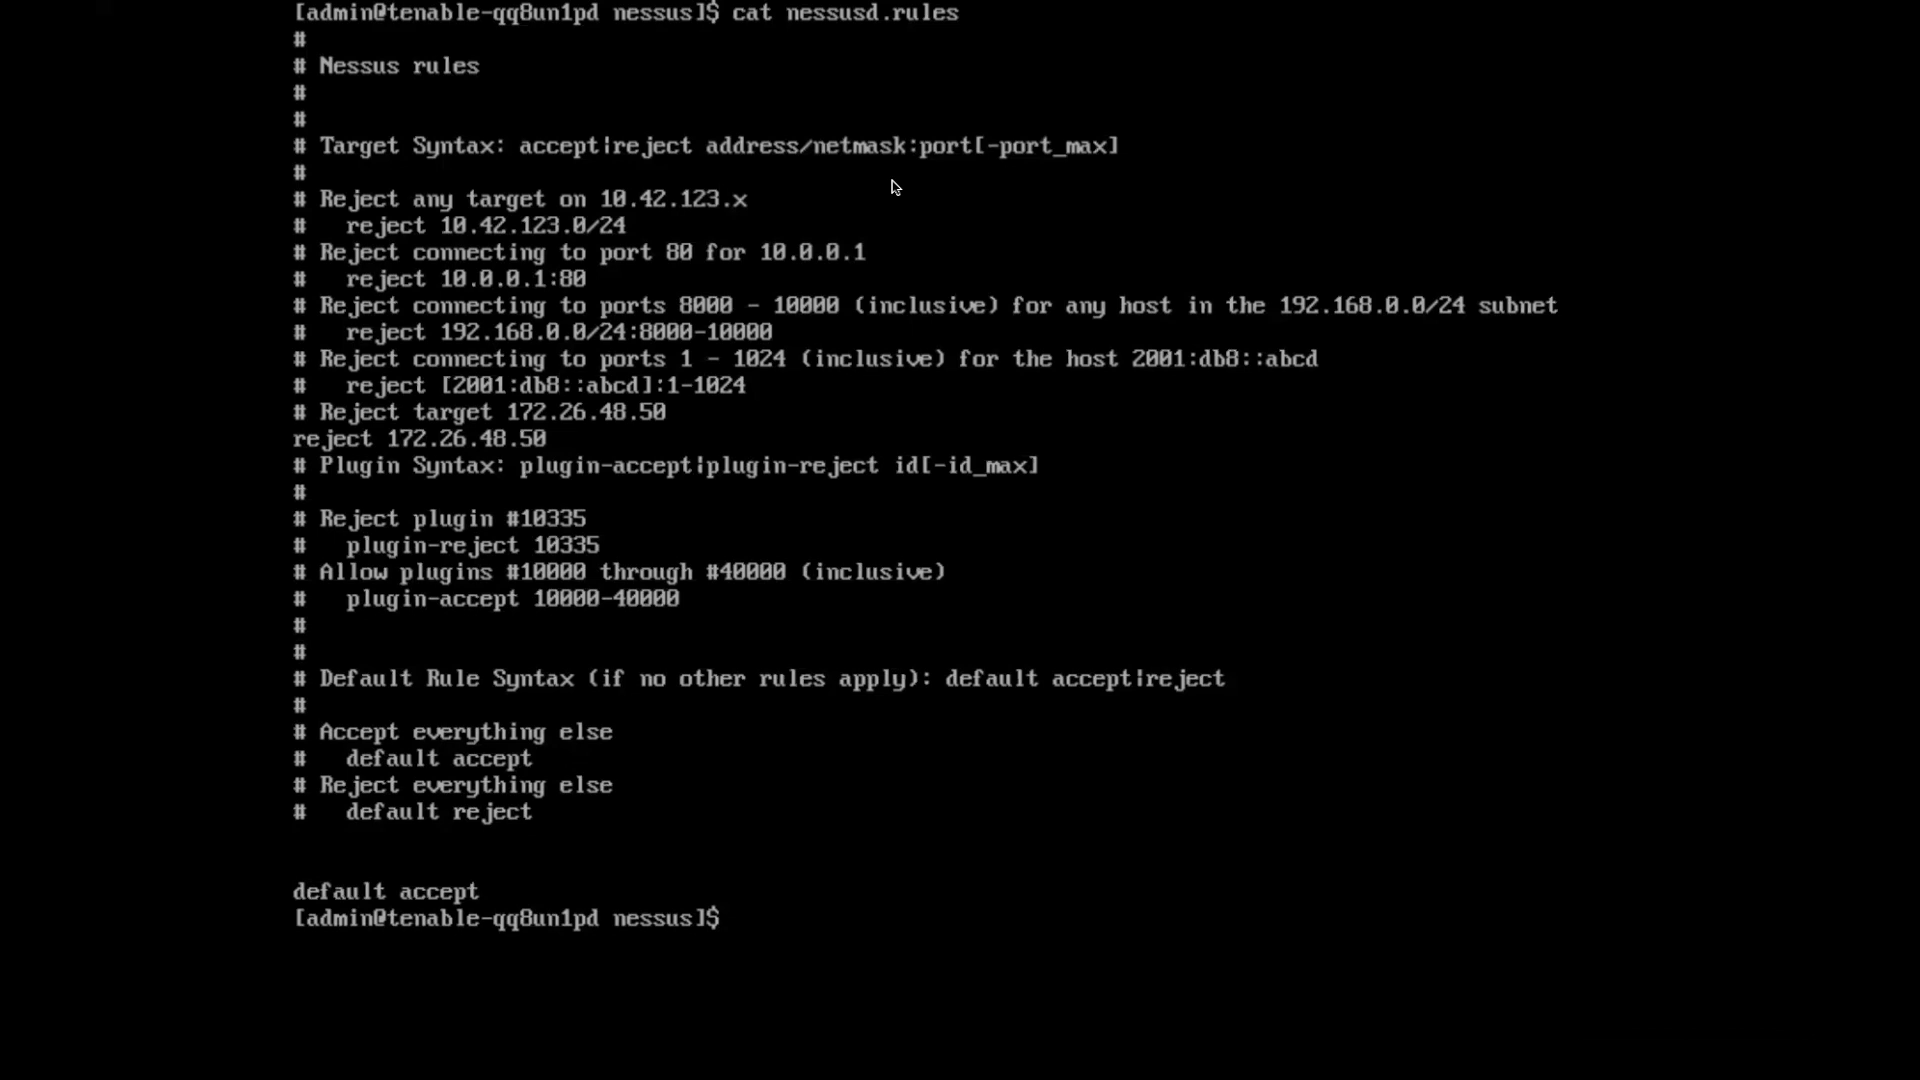 [admin@tenable-qq8un1pd nessus]$ cat nessusd.rules
#
# Nessus rules
#
#
# Target Syntax: accept|reject address/netmask:port[-port_max]
#
# Reject any target on 10.42.123.x
#   reject 10.42.123.0/24
# Reject connecting to port 80 for 10.0.0.1
#   reject 10.0.0.1:80
# Reject connecting to ports 8000 - 10000 (inclusive) for any host in the 192.168.0.0/24 subnet
#   reject 192.168.0.0/24:8000-10000
# Reject connecting to ports 1 - 1024 (inclusive) for the host 2001:db8::abcd
#   reject [2001:db8::abcd]:1-1024
# Reject target 172.26.48.50
reject 172.26.48.50
# Plugin Syntax: plugin-accept|plugin-reject id[-id_max]
#
# Reject plugin #10335
#   plugin-reject 10335
# Allow plugins #10000 through #40000 (inclusive)
#   plugin-accept 10000-40000
#
#
# Default Rule Syntax (if no other rules apply): default accept|reject
#
# Accept everything else
#   default accept
# Reject everything else
#   default reject
default accept
[admin@tenable-qq8un1pd nessus]$